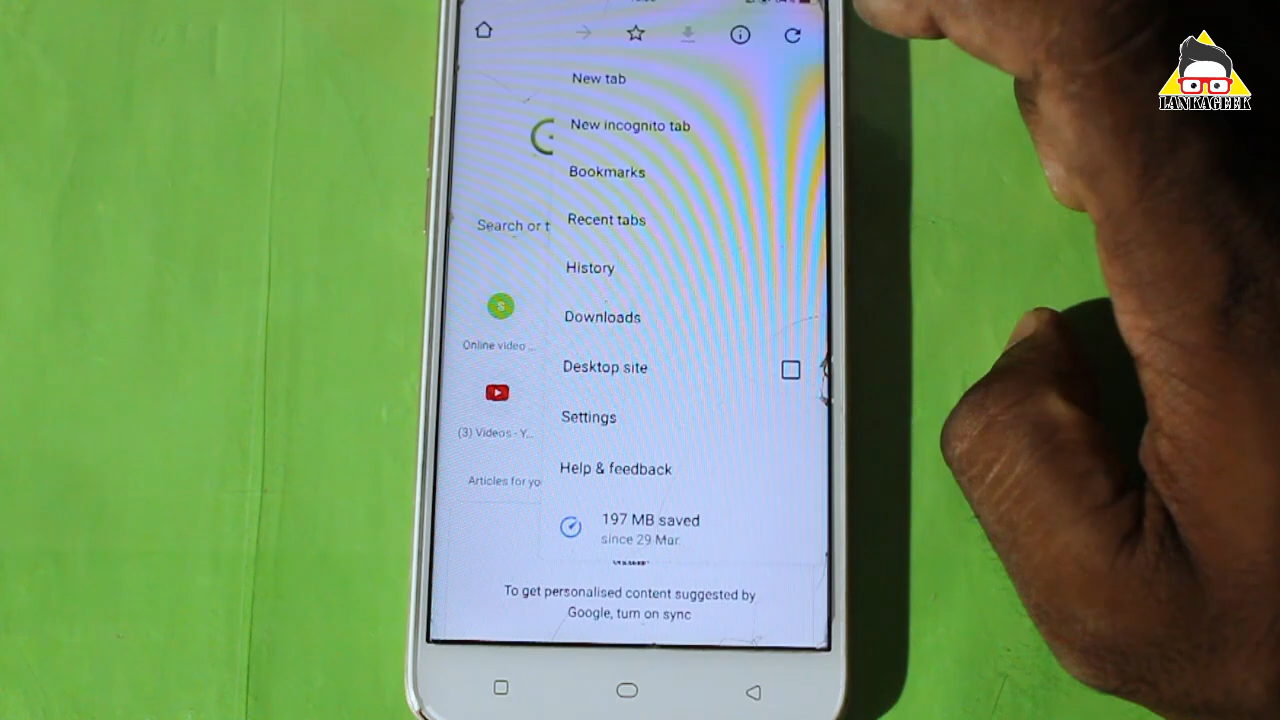 LANKAGEEK
New tab
New incognito tab
Bookmarks
Recent tabs
Search or t
History
Downloads
Online video ...
Desktop site
Settings
(3) Videos - Y...
Help & feedback
Articles for yo
197 MB saved
since 29 Mar
To get personalised content suggested by
Google, turn on sync